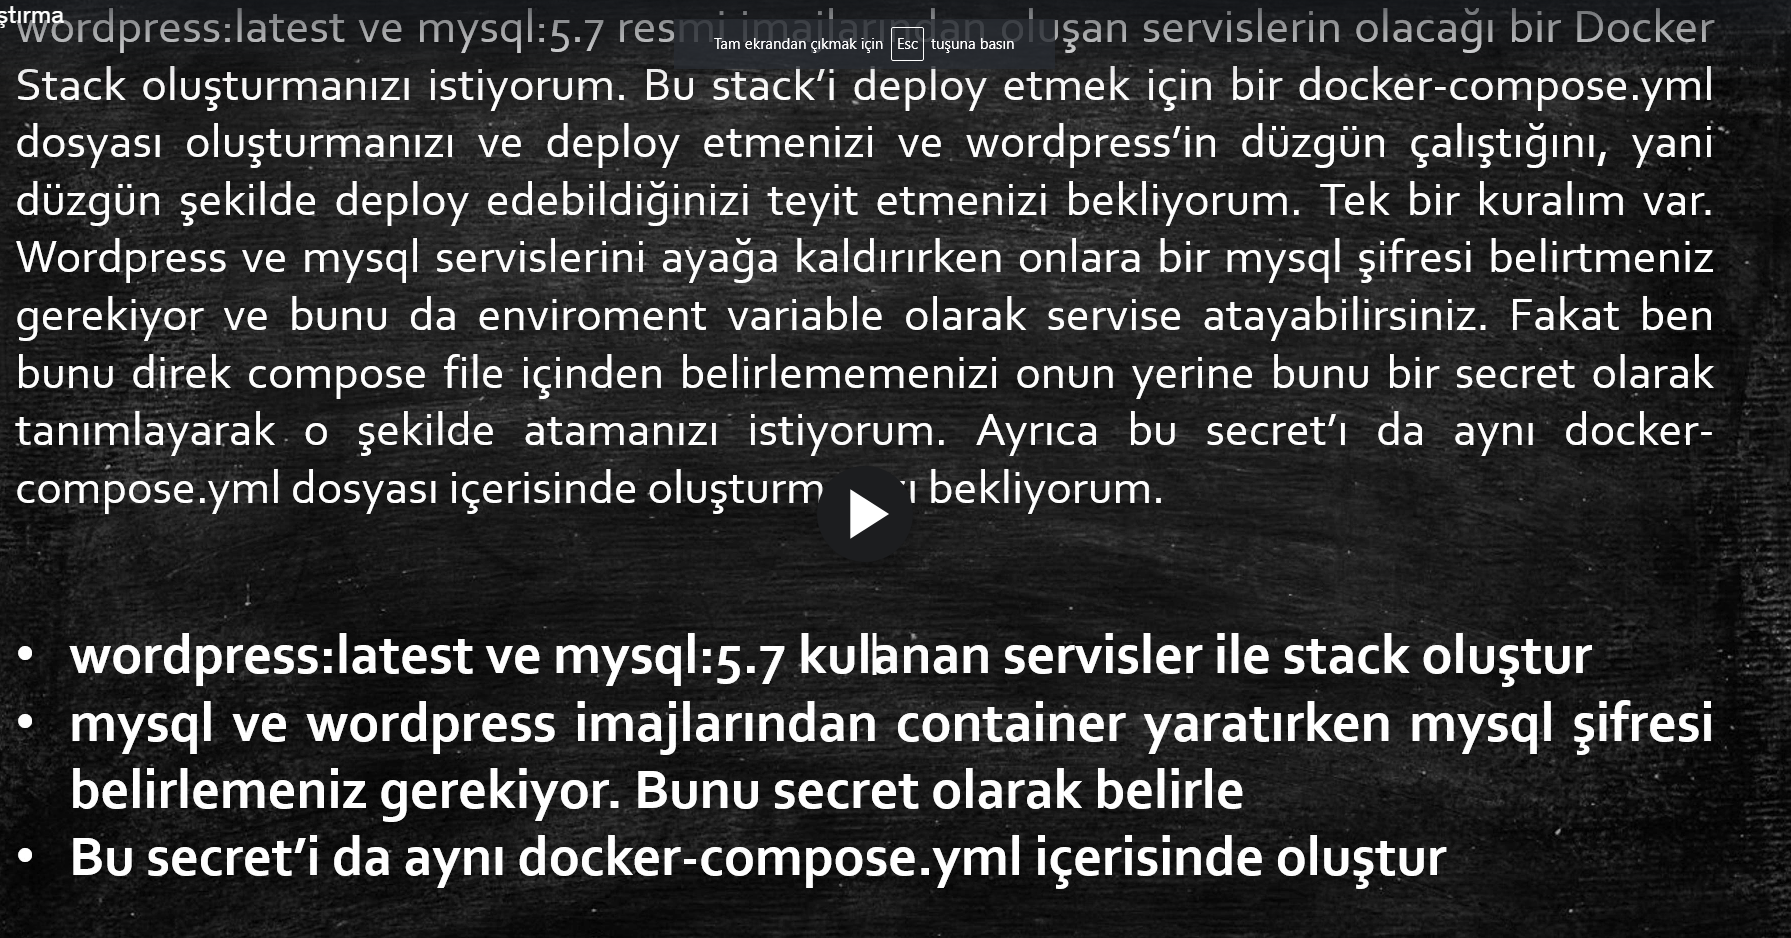 ştırma
wordpress:latest ve mysql:5.7 resmi imajlarından oluşan servislerin olacağı bir Docker
Tam ekrandan çıkmak için Esc tuşuna basın
Stack oluşturmanızı istiyorum. Bu stack’i deploy etmek için bir docker-compose.yml
dosyası oluşturmanızı ve deploy etmenizi ve wordpress’in düzgün çalıştığını, yani
düzgün şekilde deploy edebildiğinizi teyit etmenizi bekliyorum. Tek bir kuralım var.
Wordpress ve mysql servislerini ayağa kaldırırken onlara bir mysql şifresi belirtmeniz
gerekiyor ve bunu da enviroment variable olarak servise atayabilirsiniz. Fakat ben
bunu direk compose file içinden belirlememenizi onun yerine bunu bir secret olarak
tanımlayarak o şekilde atamanızı istiyorum. Ayrıca bu secret’ı da aynı docker-
compose.yml dosyası içerisinde bekliyorum.
• wordpress:latest ve mysql:5.7 kullanan servisler ile stack oluştur
• mysql ve wordpress imajlarından container yaratırken mysql şifresi
belirlemeniz gerekiyor. Bunu secret olarak belirle
• Bu secret’i da aynı docker-compose.yml içerisinde oluştur